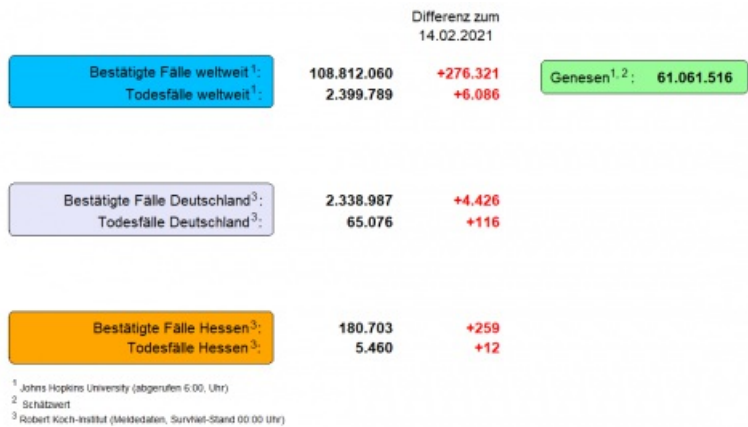 Differenz zum
14.02.2021
Bestätigte Fälle weltweit¹: 108.812.060 +276.321 Genesen¹˒²: 61.061.516
Todesfälle weltweit¹: 2.399.789 +6.086
Bestätigte Fälle Deutschland³: 2.338.987 +4.426
Todesfälle Deutschland³: 65.076 +116
Bestätigte Fälle Hessen³: 180.703 +259
Todesfälle Hessen³: 5.460 +12
¹ Johns Hopkins University (abgerufen 6:00, Uhr)
² Schätzwert
³ Robert Koch-Institut (Meldedaten, SurvNet-Stand 00:00 Uhr)